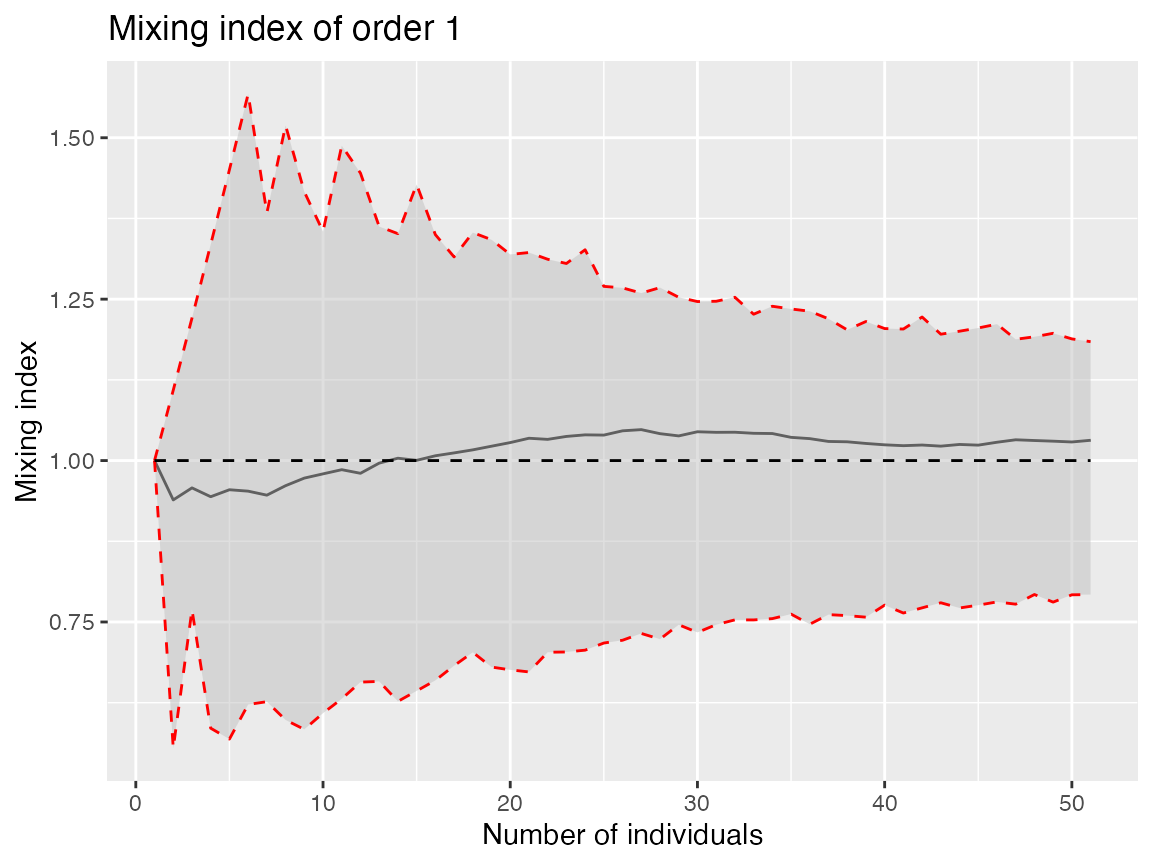 Mixing index of order 1
Mixing index
1.50
1.25
1.00
0.75
0 10 20 30 40 50
Number of individuals